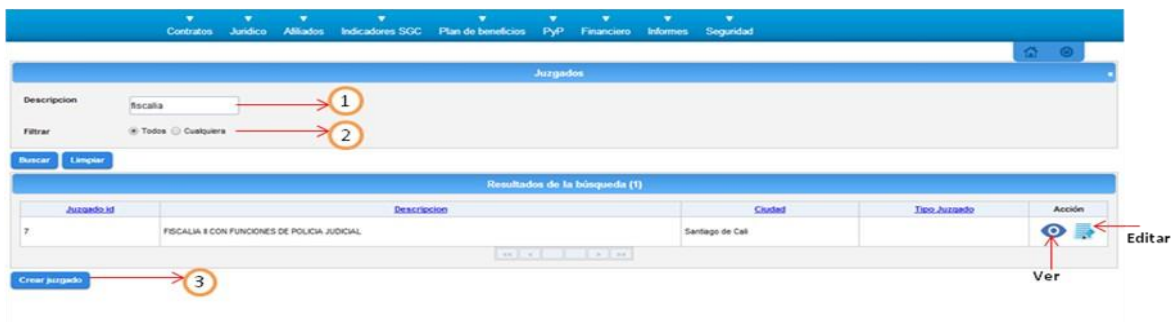 Contratos Juridico Afiliados Indicadores SGC Plan de beneficios PyP Financiero Informes Seguridad
Juzgados
Descripcion fiscalia 1
Filtrar Todos Cualquiera 2
Buscar Limpiar
Resultados de la búsqueda (1)
Juzgado id Descripcion Ciudad Tipo Juzgado Acción
7 FISCALIA II CON FUNCIONES DE POLICIA JUDICIAL Santiago de Cali
Editar
Ver
Crear juzgado 3